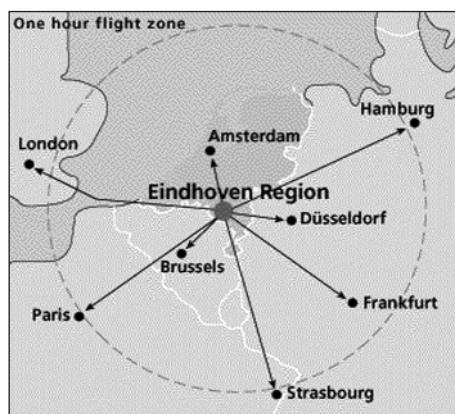 One hour flight zone
Hamburg
London
Amsterdam
Eindhoven Region
Düsseldorf
Brussels
Paris
Frankfurt
Strasbourg